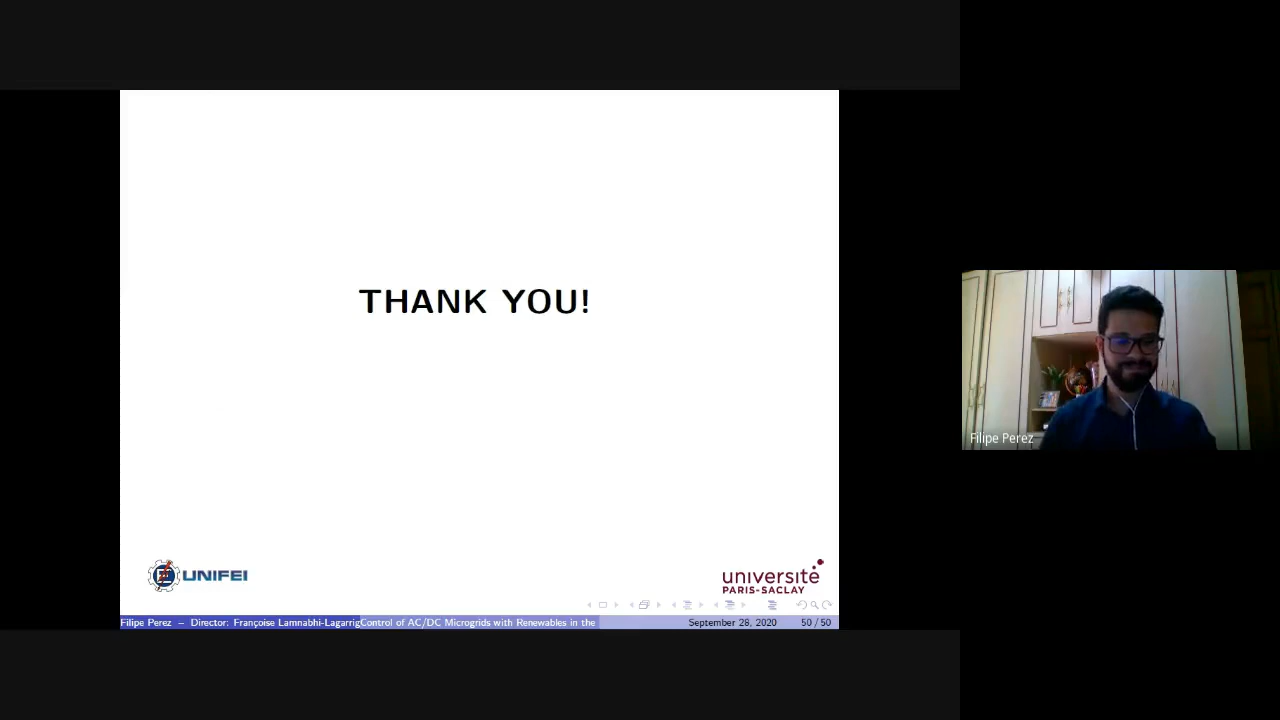 THANK YOU!
Filipe Perez
UNIFEI
université
PARIS-SACLAY
Filipe Perez – Director: Françoise Lamnabhi-Lagarrig
Control of AC/DC Microgrids with Renewables in the
September 28, 2020
50 / 50